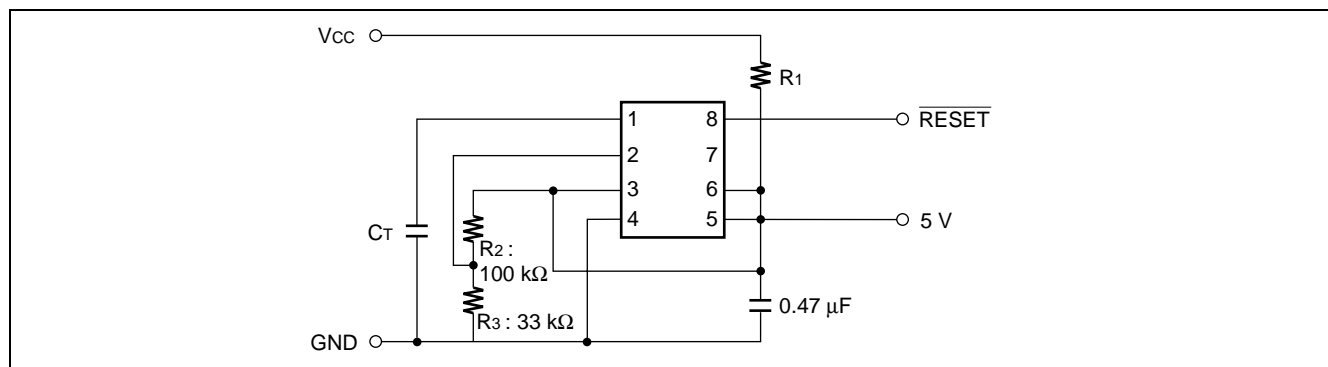 VCC
R1
1 8 RESET
2 7
3 6
4 5 5 V
CT
R2 :
100 kΩ
0.47 µF
R3 : 33 kΩ
GND